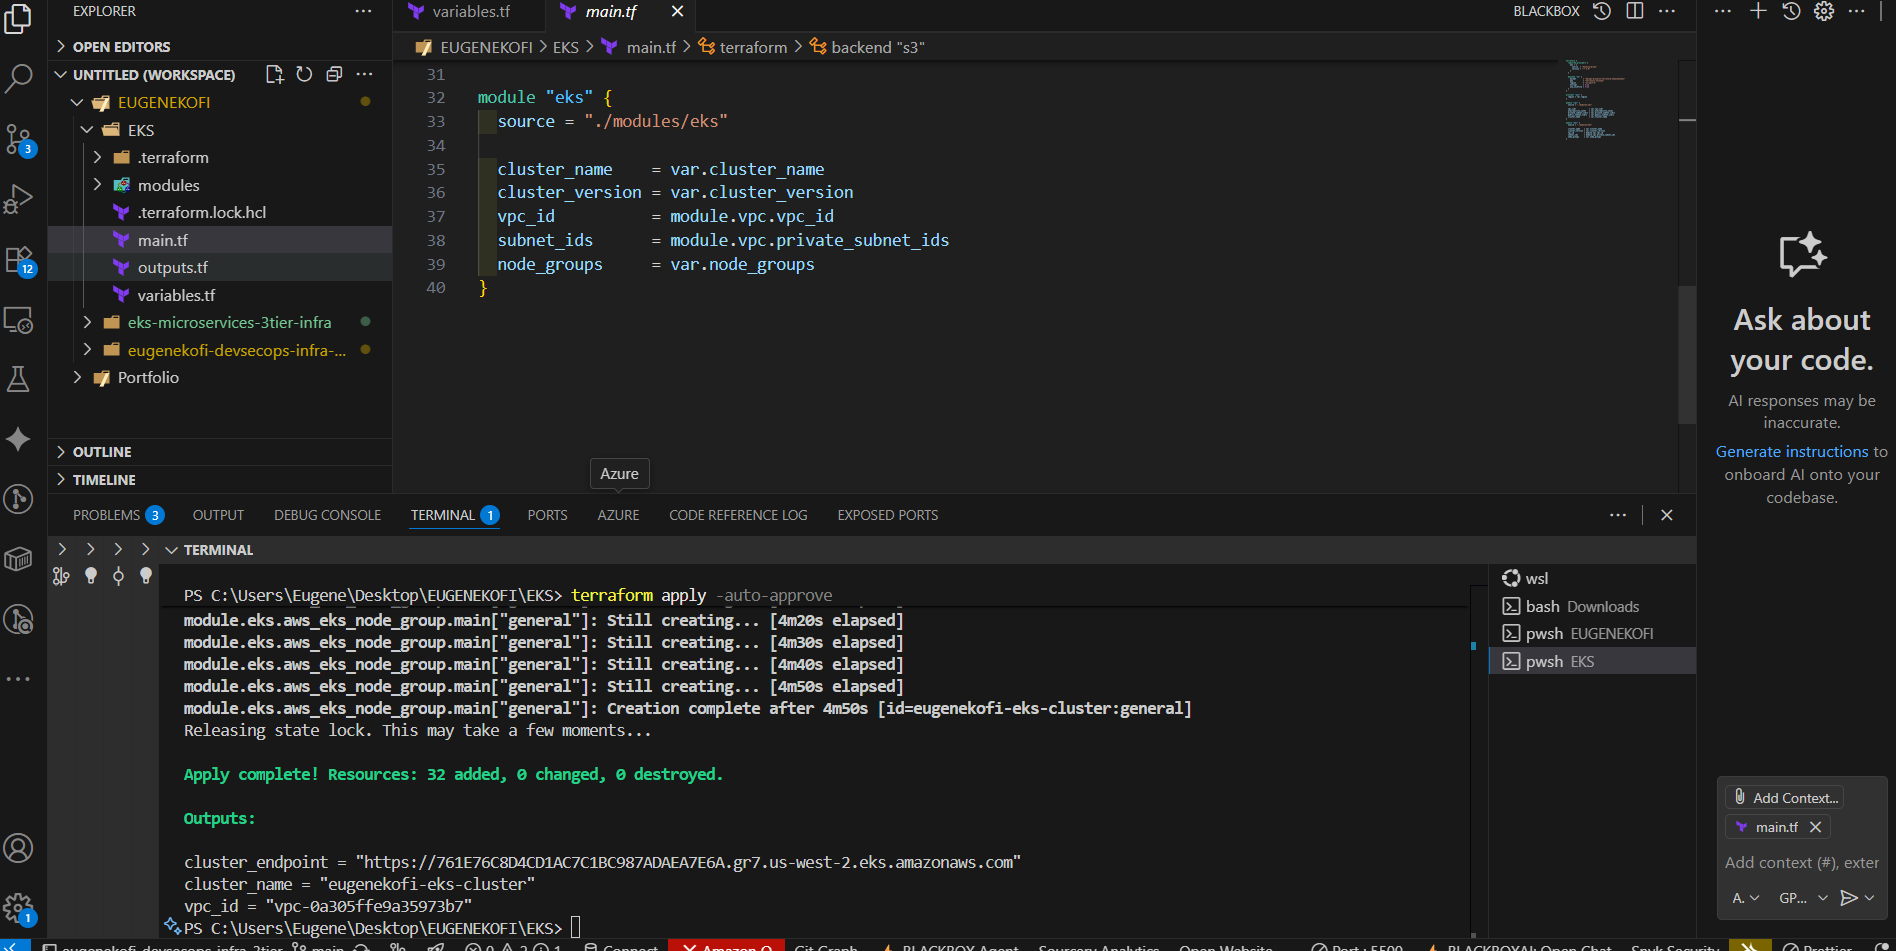 EXPLORER
OPEN EDITORS
UNTITLED (WORKSPACE)
EUGENEKOFI
EKS
.terraform
modules
.terraform.lock.hcl
main.tf
outputs.tf
variables.tf
eks-microservices-3tier-infra
eugenekofi-devsecops-infra-...
Portfolio
OUTLINE
TIMELINE
3
12
1
variables.tf
main.tf
BLACKBOX
EUGENEKOFI > EKS > main.tf > terraform > backend "s3"
31
32 module "eks" {
33 source = "./modules/eks"
34
35 cluster_name = var.cluster_name
36 cluster_version = var.cluster_version
37 vpc_id = module.vpc.vpc_id
38 subnet_ids = module.vpc.private_subnet_ids
39 node_groups = var.node_groups
40 }
Azure
PROBLEMS 3 OUTPUT DEBUG CONSOLE TERMINAL 1 PORTS AZURE CODE REFERENCE LOG EXPOSED PORTS
TERMINAL
PS C:\Users\Eugene\Desktop\EUGENEKOFI\EKS> terraform apply -auto-approve
module.eks.aws_eks_node_group.main["general"]: Still creating... [4m20s elapsed]
module.eks.aws_eks_node_group.main["general"]: Still creating... [4m30s elapsed]
module.eks.aws_eks_node_group.main["general"]: Still creating... [4m40s elapsed]
module.eks.aws_eks_node_group.main["general"]: Still creating... [4m50s elapsed]
module.eks.aws_eks_node_group.main["general"]: Creation complete after 4m50s [id=eugenekofi-eks-cluster:general]
Releasing state lock. This may take a few moments...
Apply complete! Resources: 32 added, 0 changed, 0 destroyed.
Outputs:
cluster_endpoint = "https://761E76C8D4CD1AC7C1BC987ADAEA7E6A.gr7.us-west-2.eks.amazonaws.com"
cluster_name = "eugenekofi-eks-cluster"
vpc_id = "vpc-0a305ffe9a35973b7"
PS C:\Users\Eugene\Desktop\EUGENEKOFI\EKS>
wsl
bash Downloads
pwsh EUGENEKOFI
pwsh EKS
Ask about
your code.
AI responses may be
inaccurate.
Generate instructions to
onboard AI onto your
codebase.
Add Context...
main.tf
Add context (#), exter
A.
GP...
eugenekofi-devsecops-infra-3tier main 0 2 1 Connect Amazon Q Git Graph BLACKBOX Agent Sourcery Analytics Open Website Port : 5500 BLACKBOXAI: Open Chat Snyk Security Prettier